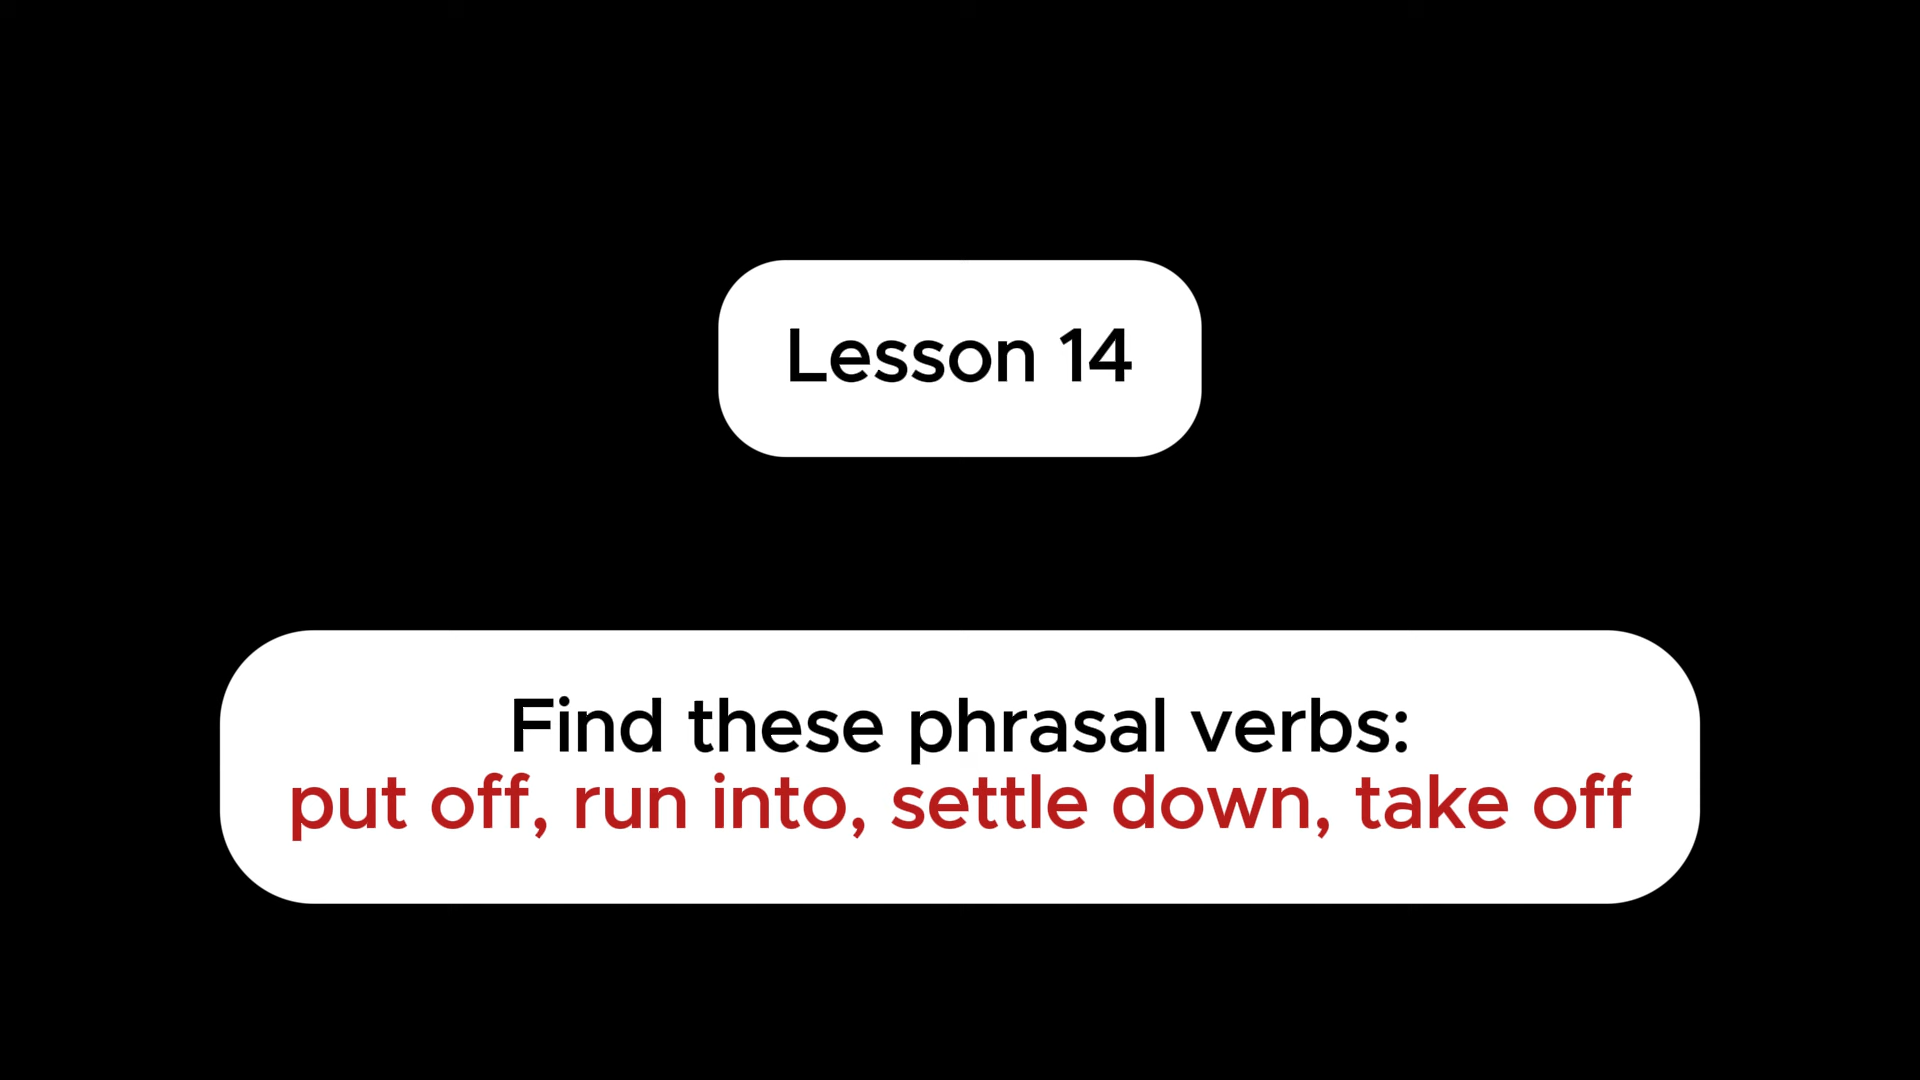 Lesson 14
Find these phrasal verbs:
put off, run into, settle down, take off